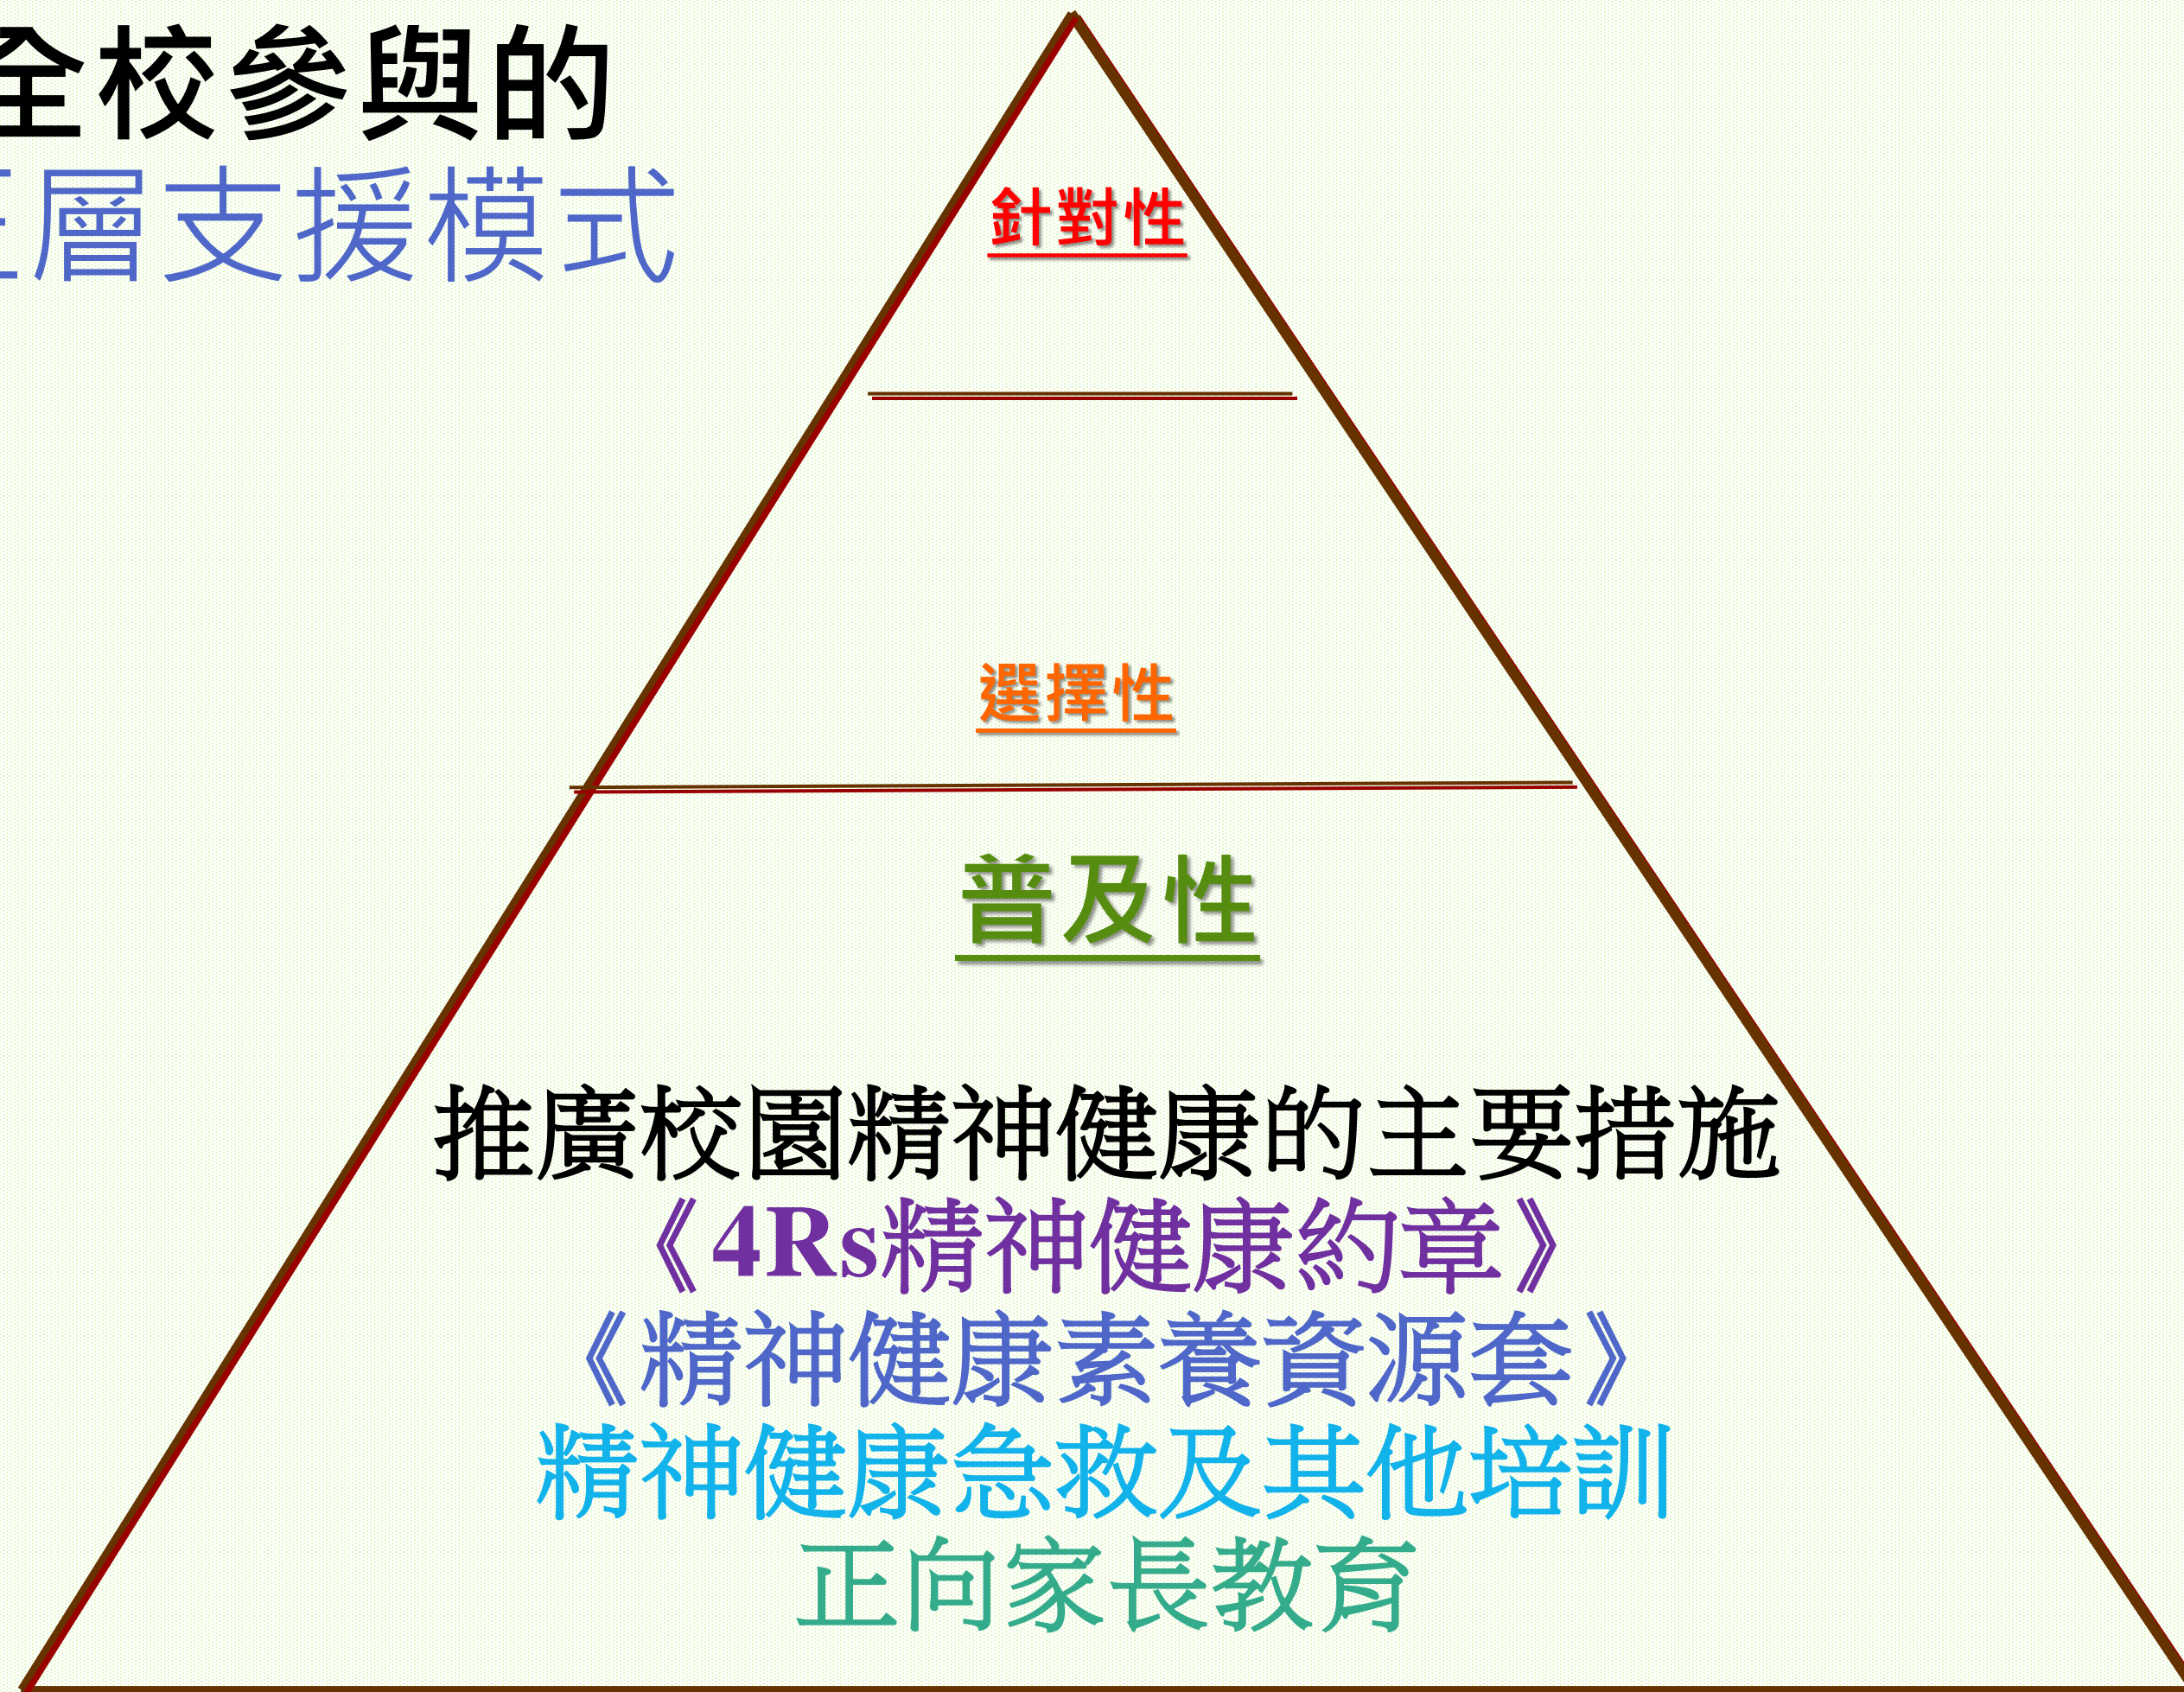 全校參與的
三層支援模式
針對性
選擇性
普及性
推廣校園精神健康的主要措施
《4Rs精神健康約章》
《精神健康素養資源套》
精神健康急救及其他培訓
正向家長教育